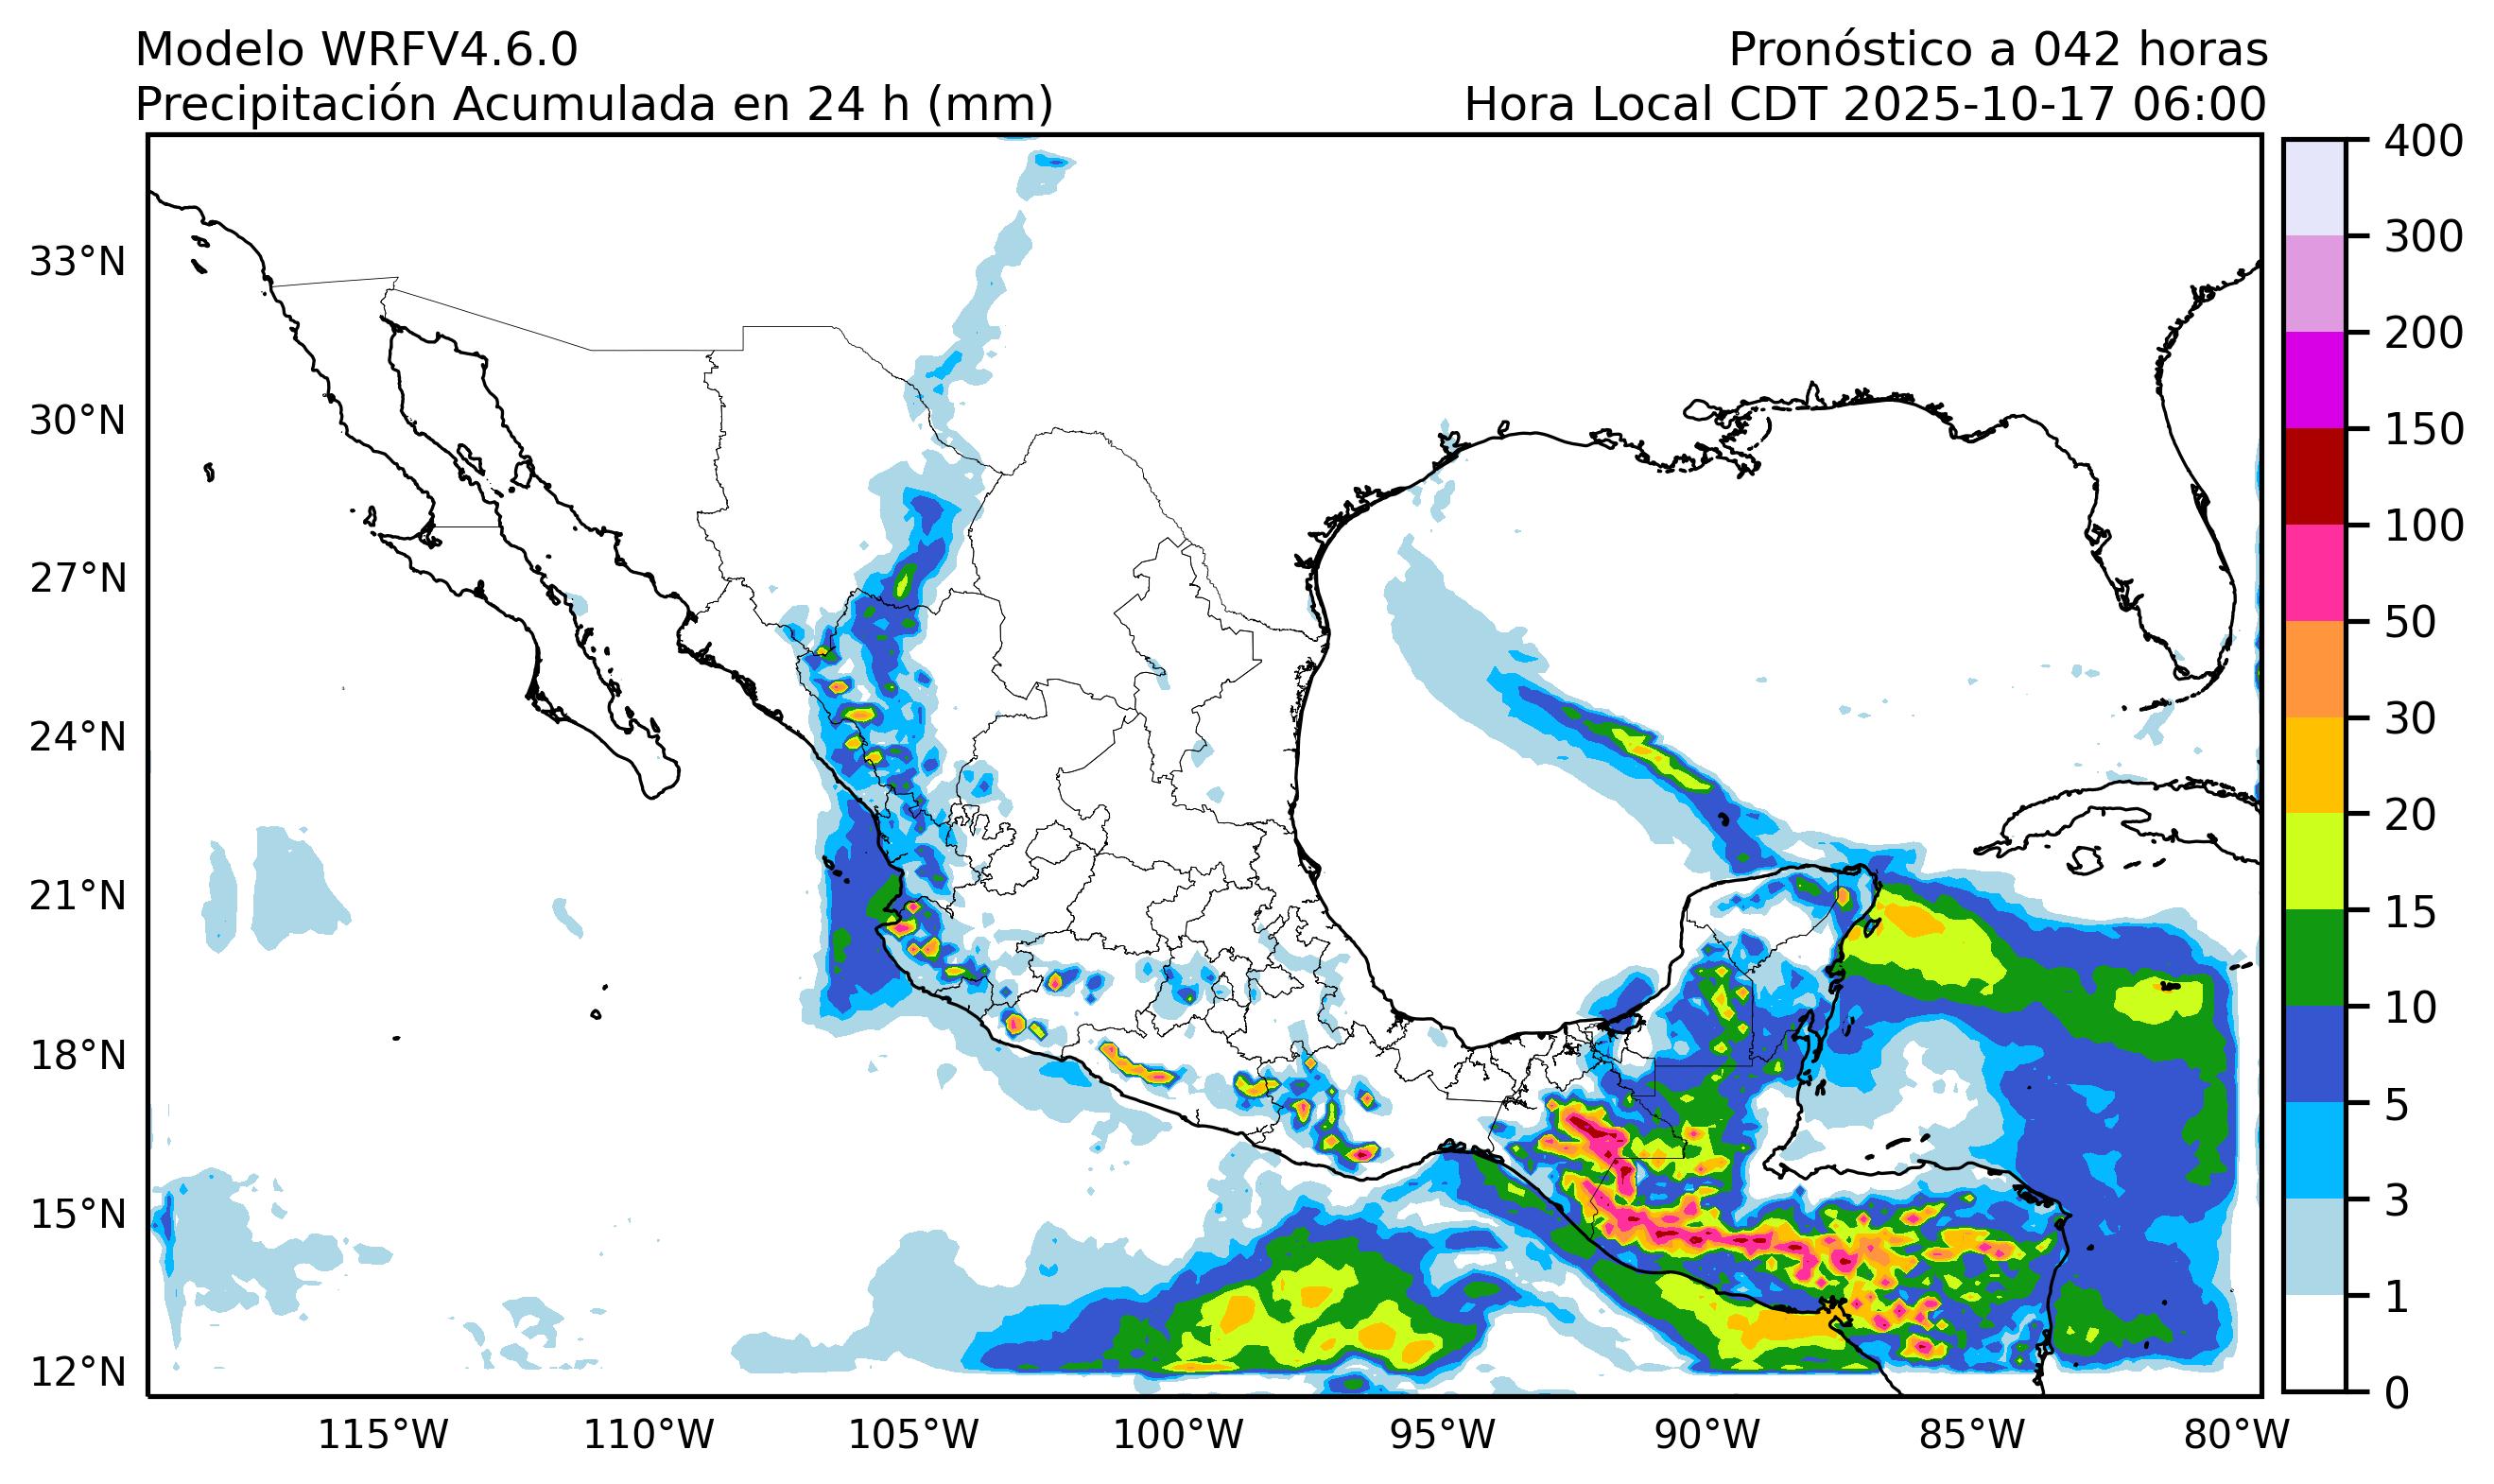 Modelo WRFV4.6.0
Pronóstico a 042 horas
Precipitación Acumulada en 24 h (mm)
Hora Local CDT 2025-10-17 06:00
400
300
200
150
100
50
30
20
15
10
5
3
1
0
33°N
30°N
27°N
24°N
21°N
18°N
15°N
12°N
115°W
110°W
105°W
100°W
95°W
90°W
85°W
80°W